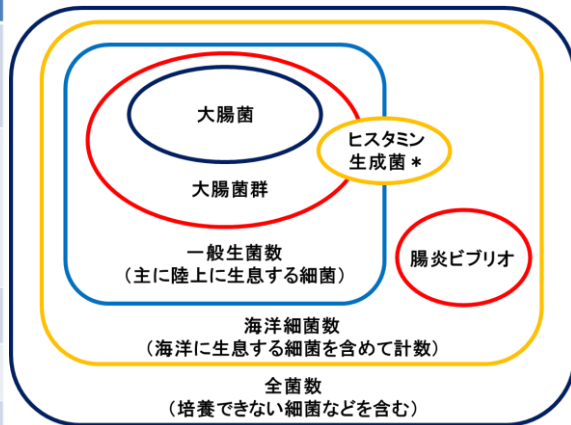 大腸菌
ヒスタミン
生成菌*
大腸菌群
一般生菌数
(主に陸上に生息する細菌)
腸炎ビブリオ
海洋細菌数
(海洋に生息する細菌を含めて計数)
全菌数
(培養できない細菌などを含む)